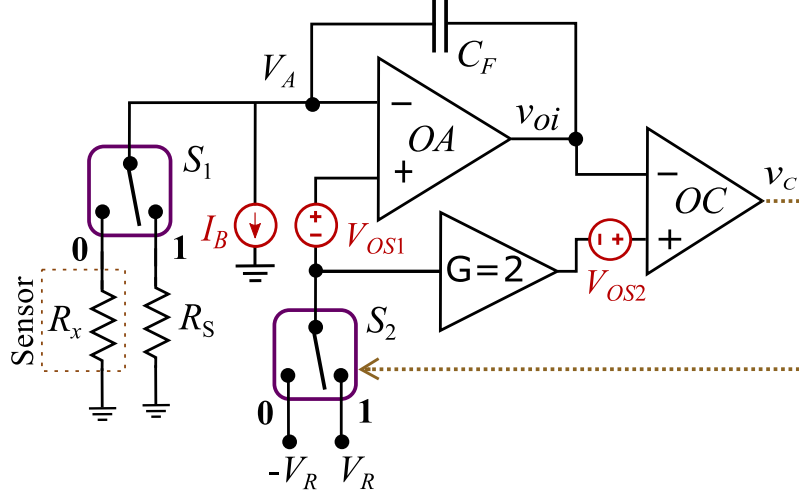 C_F
V_A
v_oi
−
OA
+
S_1
−
OC
+
v_C
0
1
I_B
+
−
V_OS1
G=2
− +
V_OS2
Sensor
R_x
R_S
S_2
0
1
-V_R
V_R